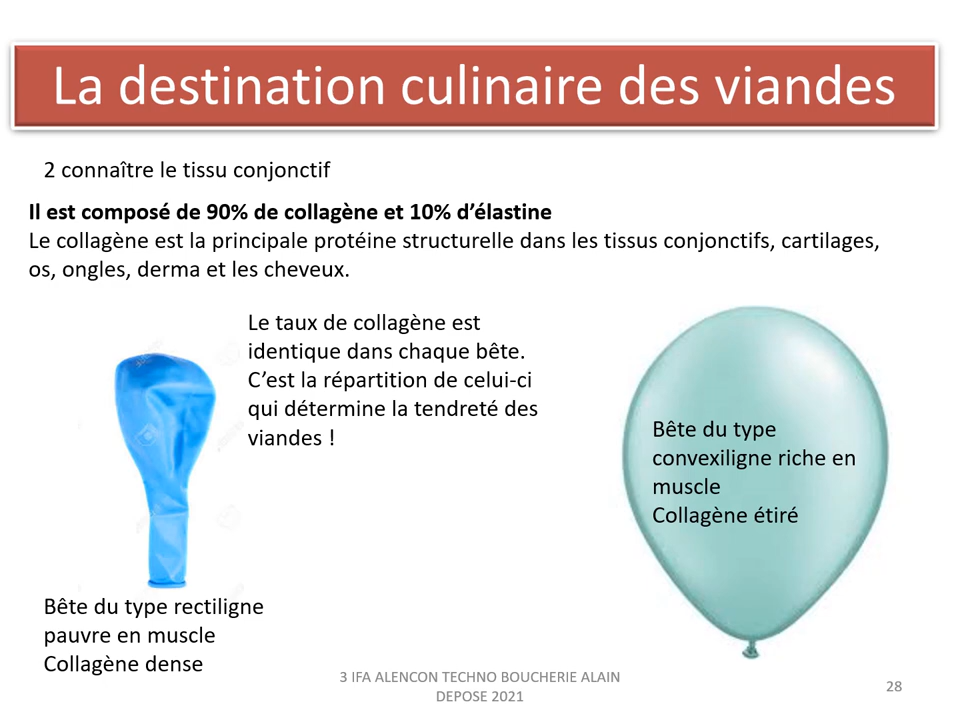 La destination culinaire des viandes
2 connaître le tissu conjonctif
Il est composé de 90% de collagène et 10% d’élastine
Le collagène est la principale protéine structurelle dans les tissus conjonctifs, cartilages,
os, ongles, derma et les cheveux.
Le taux de collagène est
identique dans chaque bête.
C’est la répartition de celui-ci
qui détermine la tendreté des
viandes !
Bête du type
convexiligne riche en
muscle
Collagène étiré
Bête du type rectiligne
pauvre en muscle
Collagène dense
3 IFA ALENCON TECHNO BOUCHERIE ALAIN
DEPOSE 2021
28